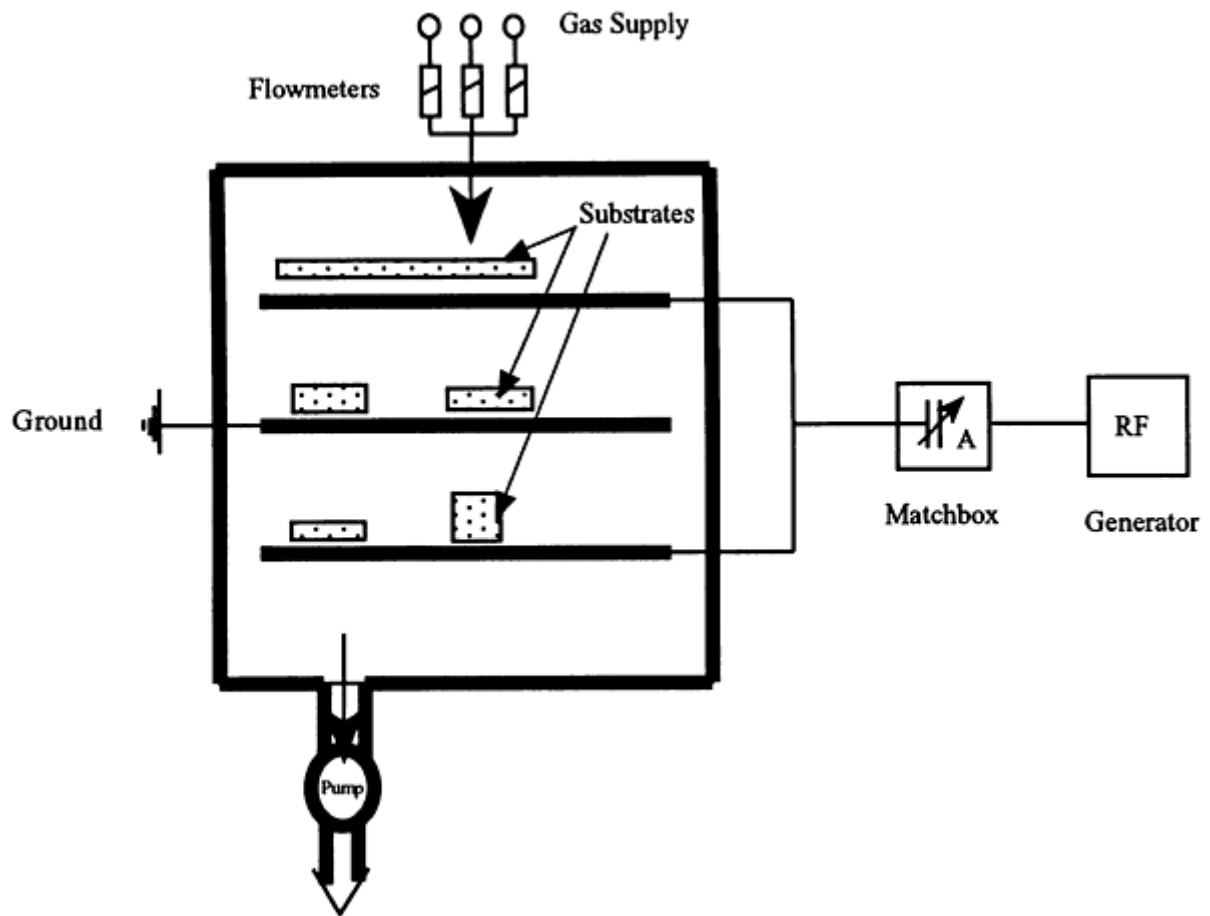 Gas Supply
Flowmeters
Substrates
Ground
A
RF
Matchbox
Generator
Pump